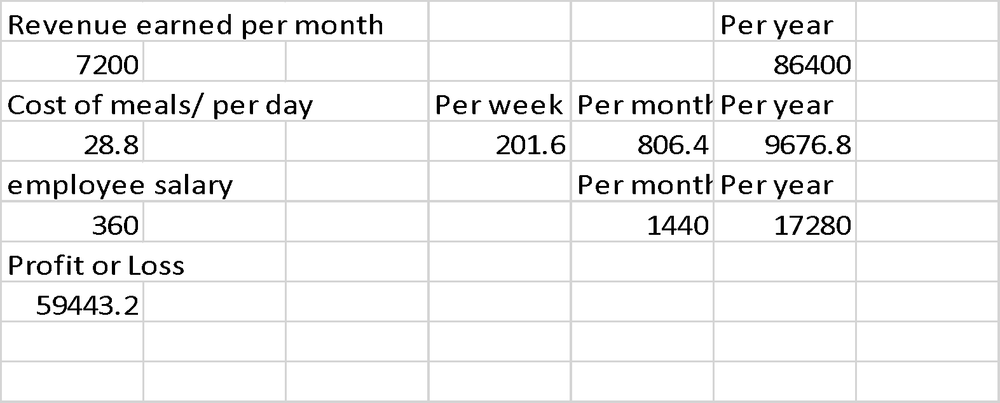 Revenue earned per month Per year
7200 86400
Cost of meals/ per day Per week Per month Per year
28.8 201.6 806.4 9676.8
employee salary Per month Per year
360 1440 17280
Profit or Loss
59443.2